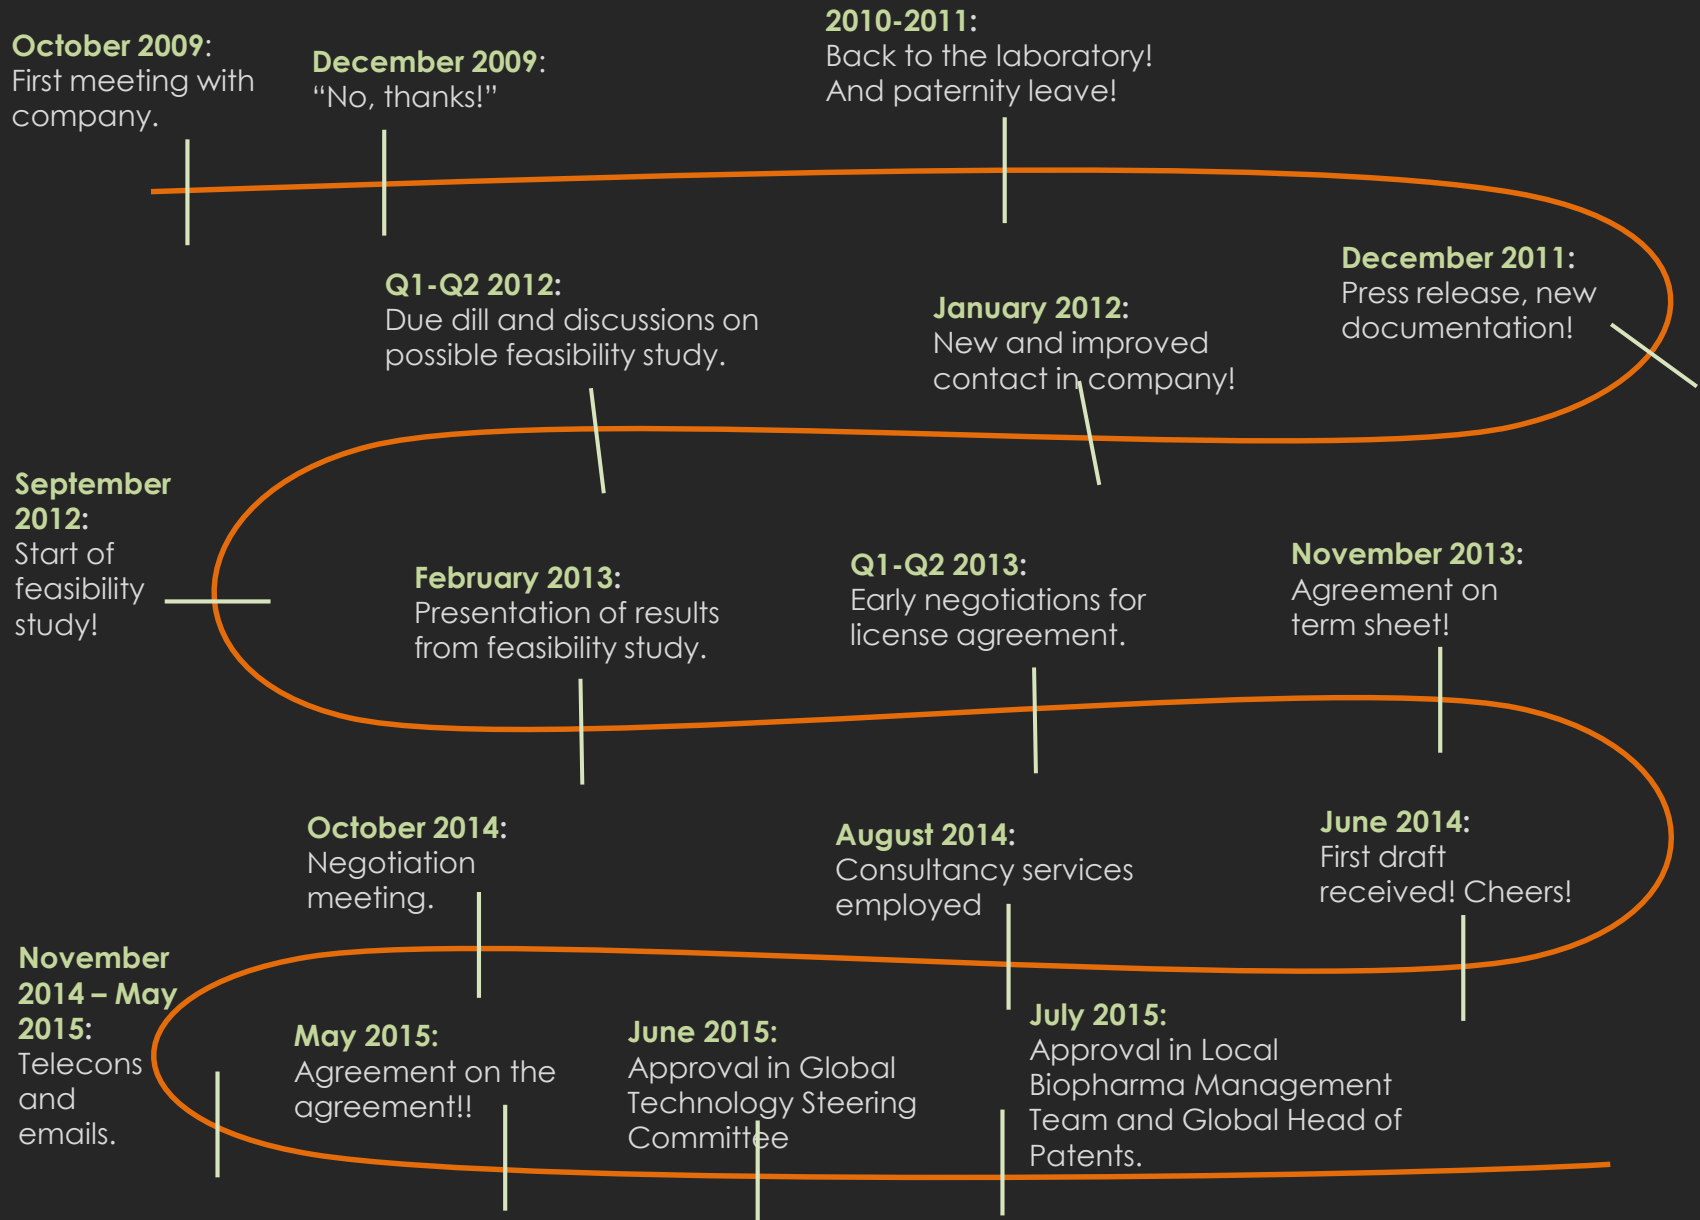 October 2009:
First meeting with
company.
December 2009:
“No, thanks!”
2010-2011:
Back to the laboratory!
And paternity leave!
December 2011:
Press release, new
documentation!
January 2012:
New and improved
contact in company!
Q1-Q2 2012:
Due dill and discussions on
possible feasibility study.
September
2012:
Start of
feasibility
study!
February 2013:
Presentation of results
from feasibility study.
Q1-Q2 2013:
Early negotiations for
license agreement.
November 2013:
Agreement on
term sheet!
June 2014:
First draft
received! Cheers!
August 2014:
Consultancy services
employed
October 2014:
Negotiation
meeting.
November
2014 – May
2015:
Telecons
and
emails.
May 2015:
Agreement on the
agreement!!
June 2015:
Approval in Global
Technology Steering
Committee
July 2015:
Approval in Local
Biopharma Management
Team and Global Head of
Patents.